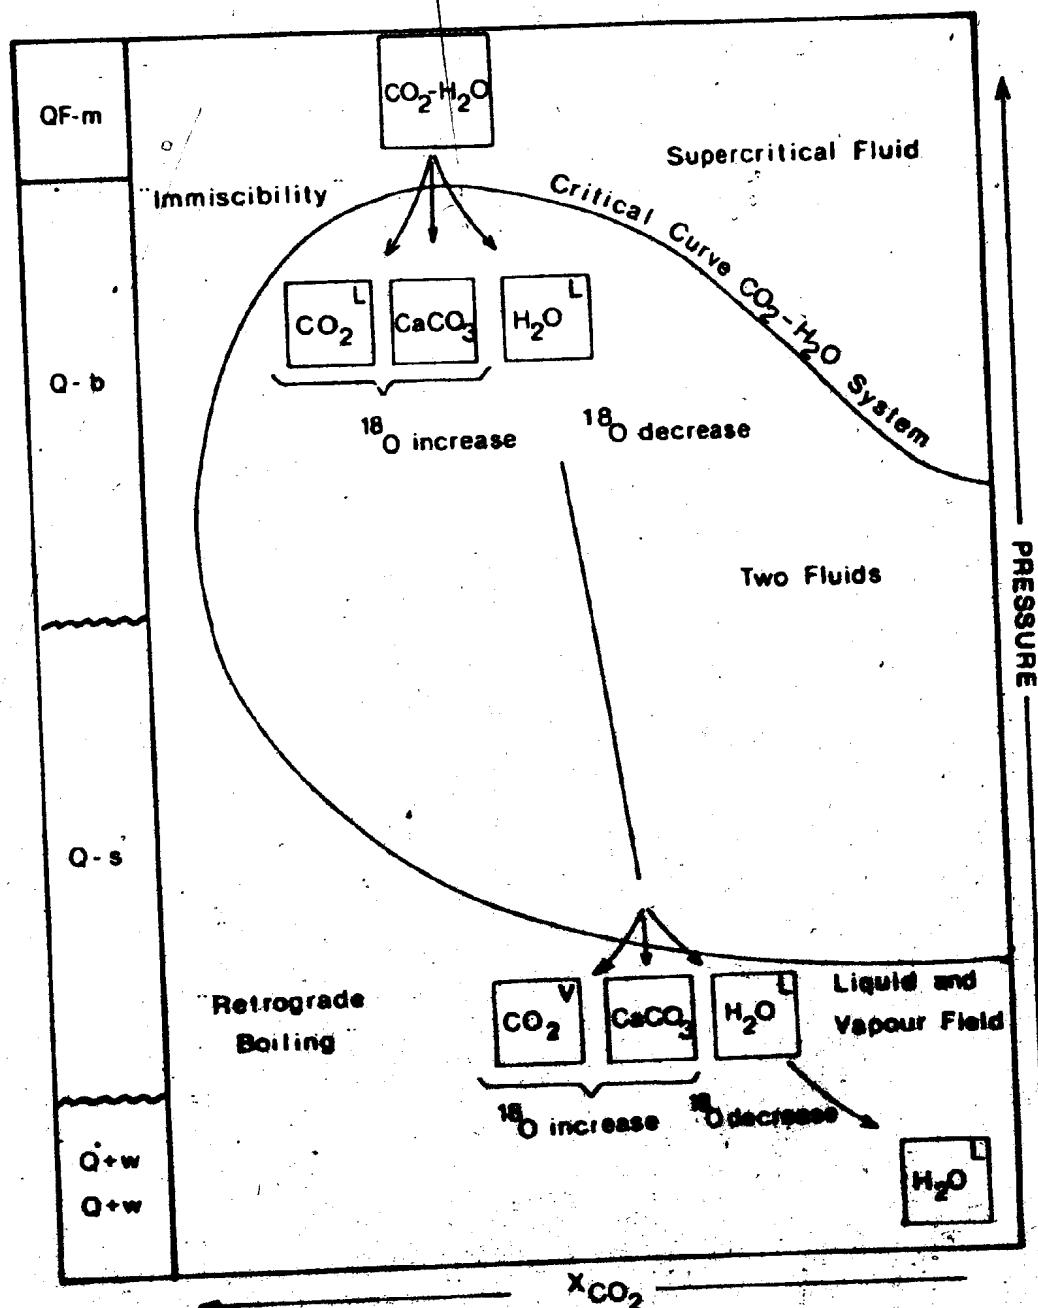 QF-m
CO2-H2O
Supercritical Fluid
Immiscibility
Critical Curve CO2-H2O System
CO2 L
CaCO3
H2O L
Q-b
18O increase
18O decrease
Two Fluids
PRESSURE
Q-s
Retrograde
Boiling
CO2 V
CaCO3
H2O L
Liquid and
Vapour Field
18O increase
18O decrease
Q+w
Q+w
H2O L
XCO2